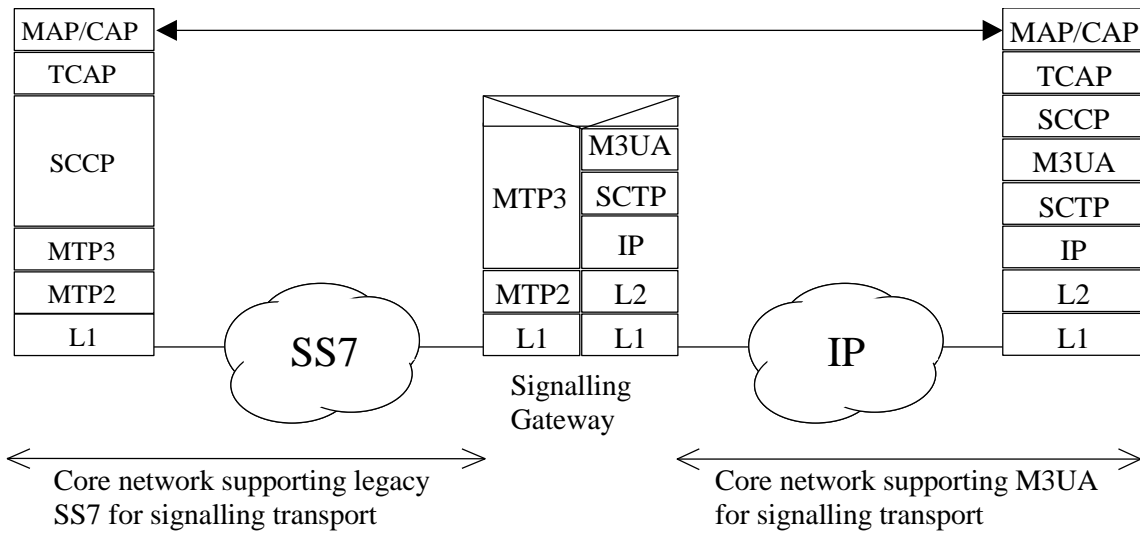 MAP/CAP
TCAP
SCCP
MTP3
MTP2
L1
SS7
MTP3
MTP2
L1
M3UA
SCTP
IP
L2
L1
Signalling
Gateway
IP
MAP/CAP
TCAP
SCCP
M3UA
SCTP
IP
L2
L1
Core network supporting legacy
SS7 for signalling transport
Core network supporting M3UA
for signalling transport